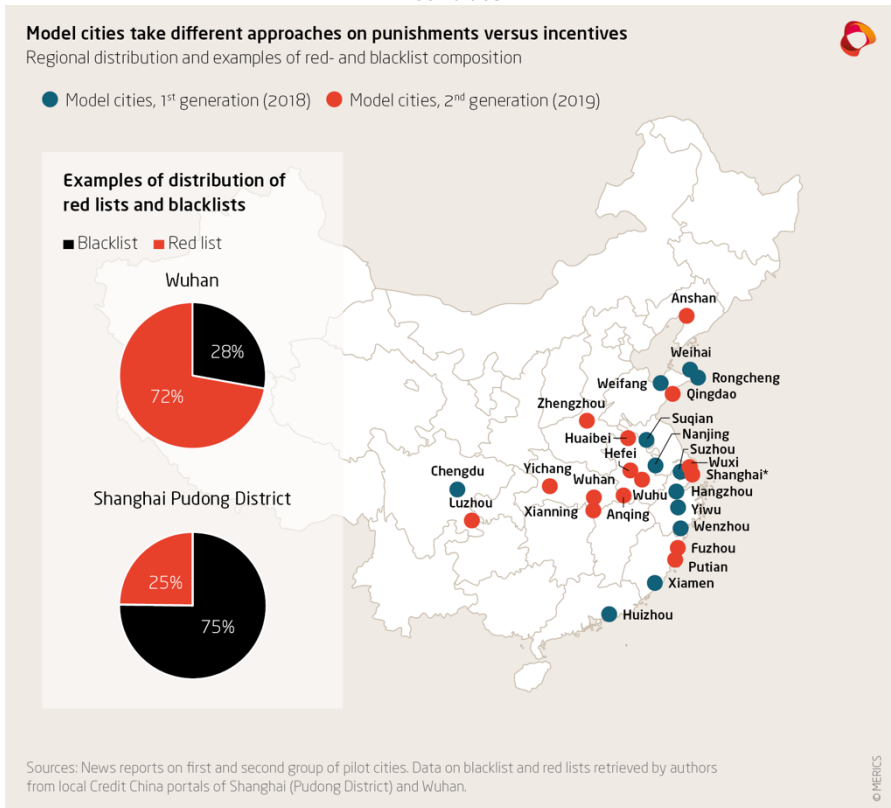 Model cities take different approaches on punishments versus incentives
Regional distribution and examples of red- and blacklist composition
Model cities, 1st generation (2018) Model cities, 2nd generation (2019)
Examples of distribution of
red lists and blacklists
Blacklist Red list
Wuhan
28%
72%
Shanghai Pudong District
25%
75%
Anshan
Weihai
Rongcheng
Weifang
Qingdao
Zhengzhou
Suqian
Huaibei
Nanjing
Hefei
Suzhou
Wuxi
Chengdu
Yichang
Shanghai*
Wuhan
Hangzhou
Luzhou
Wuhu
Xianning
Anqing
Yiwu
Wenzhou
Fuzhou
Putian
Xiamen
Huizhou
Sources: News reports on first and second group of pilot cities. Data on blacklist and red lists retrieved by authors
from local Credit China portals of Shanghai (Pudong District) and Wuhan.
© MERICS